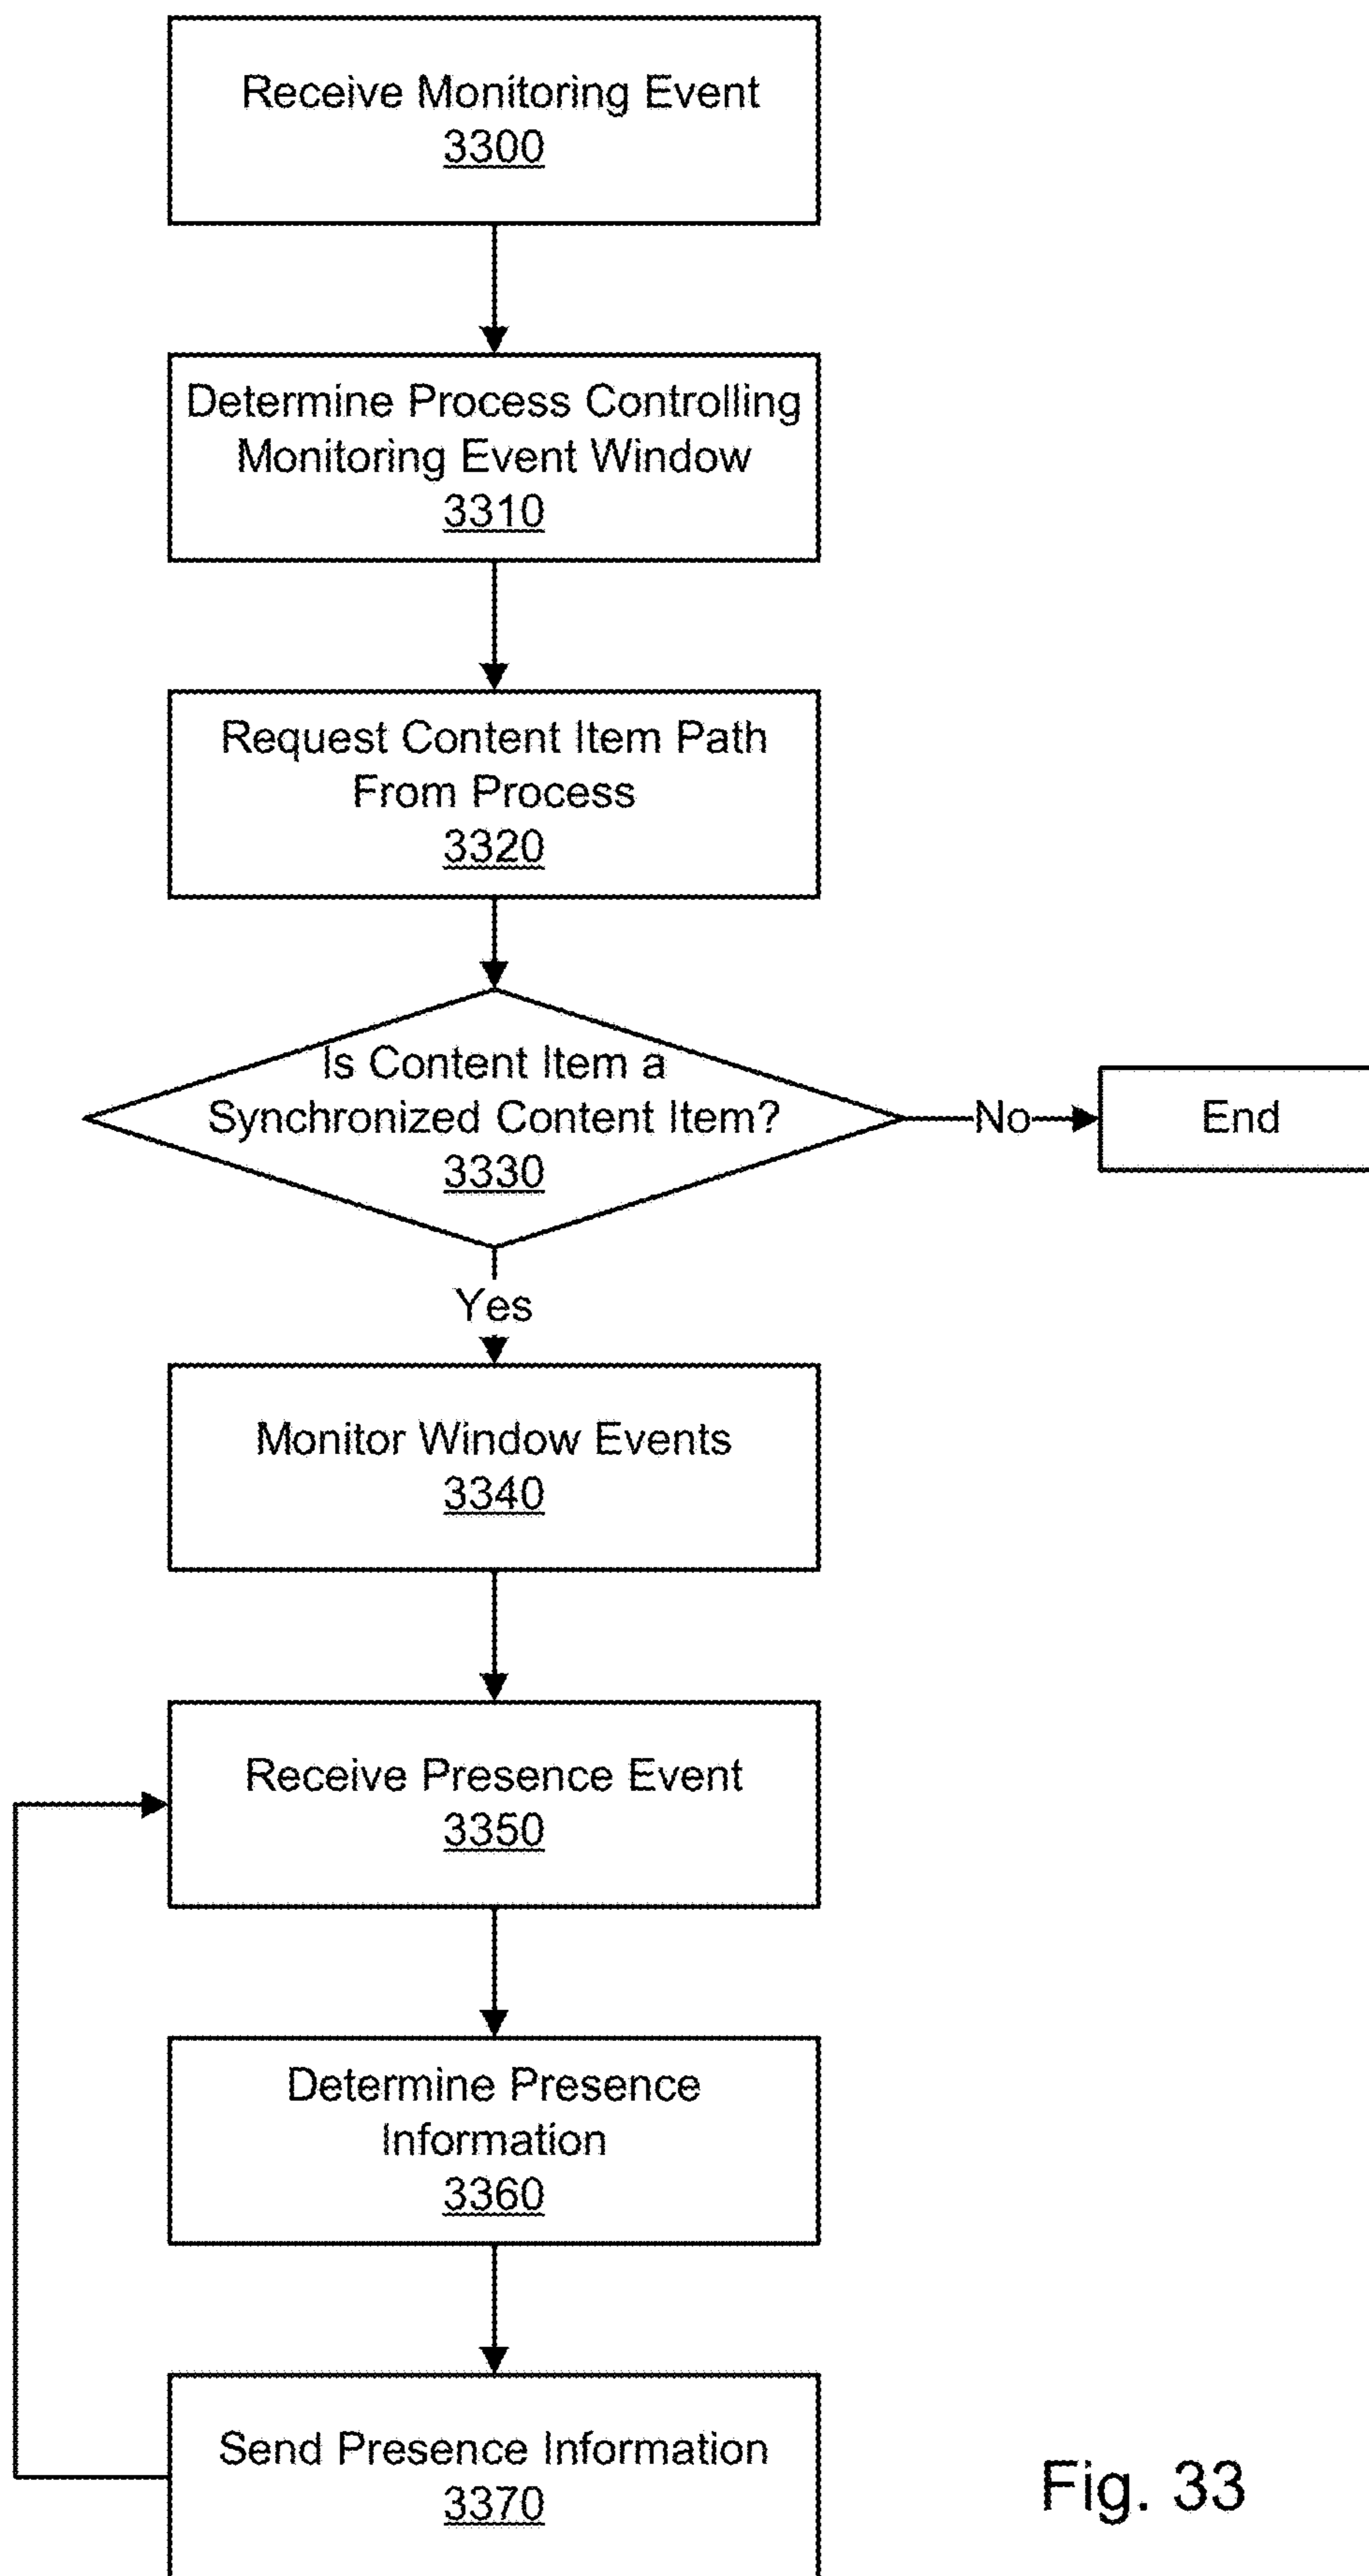 Receive Monitoring Event
3300
Determine Process Controlling
Monitoring Event Window
3310
Request Content Item Path
From Process
3320
Is Content Item a
Synchronized Content Item?
3330
No
End
Yes
Monitor Window Events
3340
Receive Presence Event
3350
Determine Presence
Information
3360
Send Presence Information
3370
Fig. 33